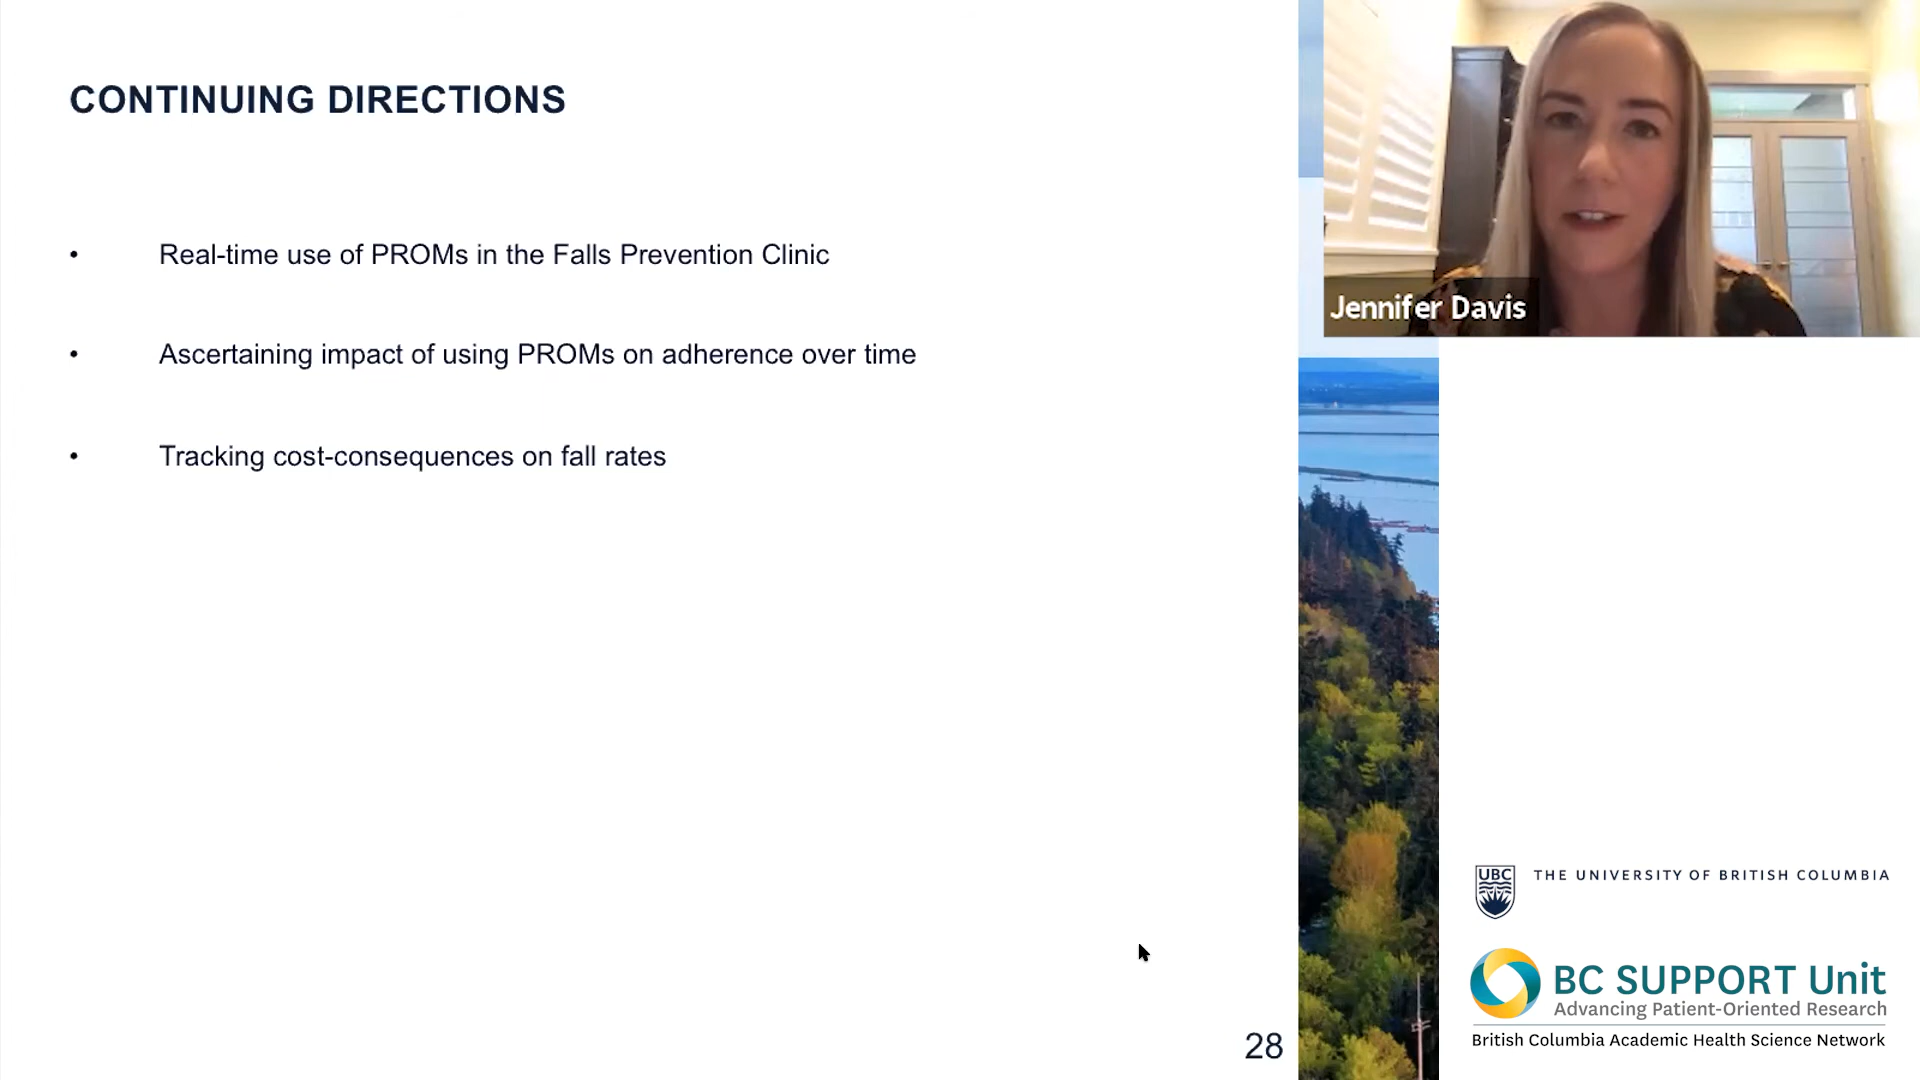 CONTINUING DIRECTIONS
• Real-time use of PROMs in the Falls Prevention Clinic
• Ascertaining impact of using PROMs on adherence over time
• Tracking cost-consequences on fall rates
28
Jennifer Davis
UBC
THE UNIVERSITY OF BRITISH COLUMBIA
BC SUPPORT Unit
Advancing Patient-Oriented Research
British Columbia Academic Health Science Network